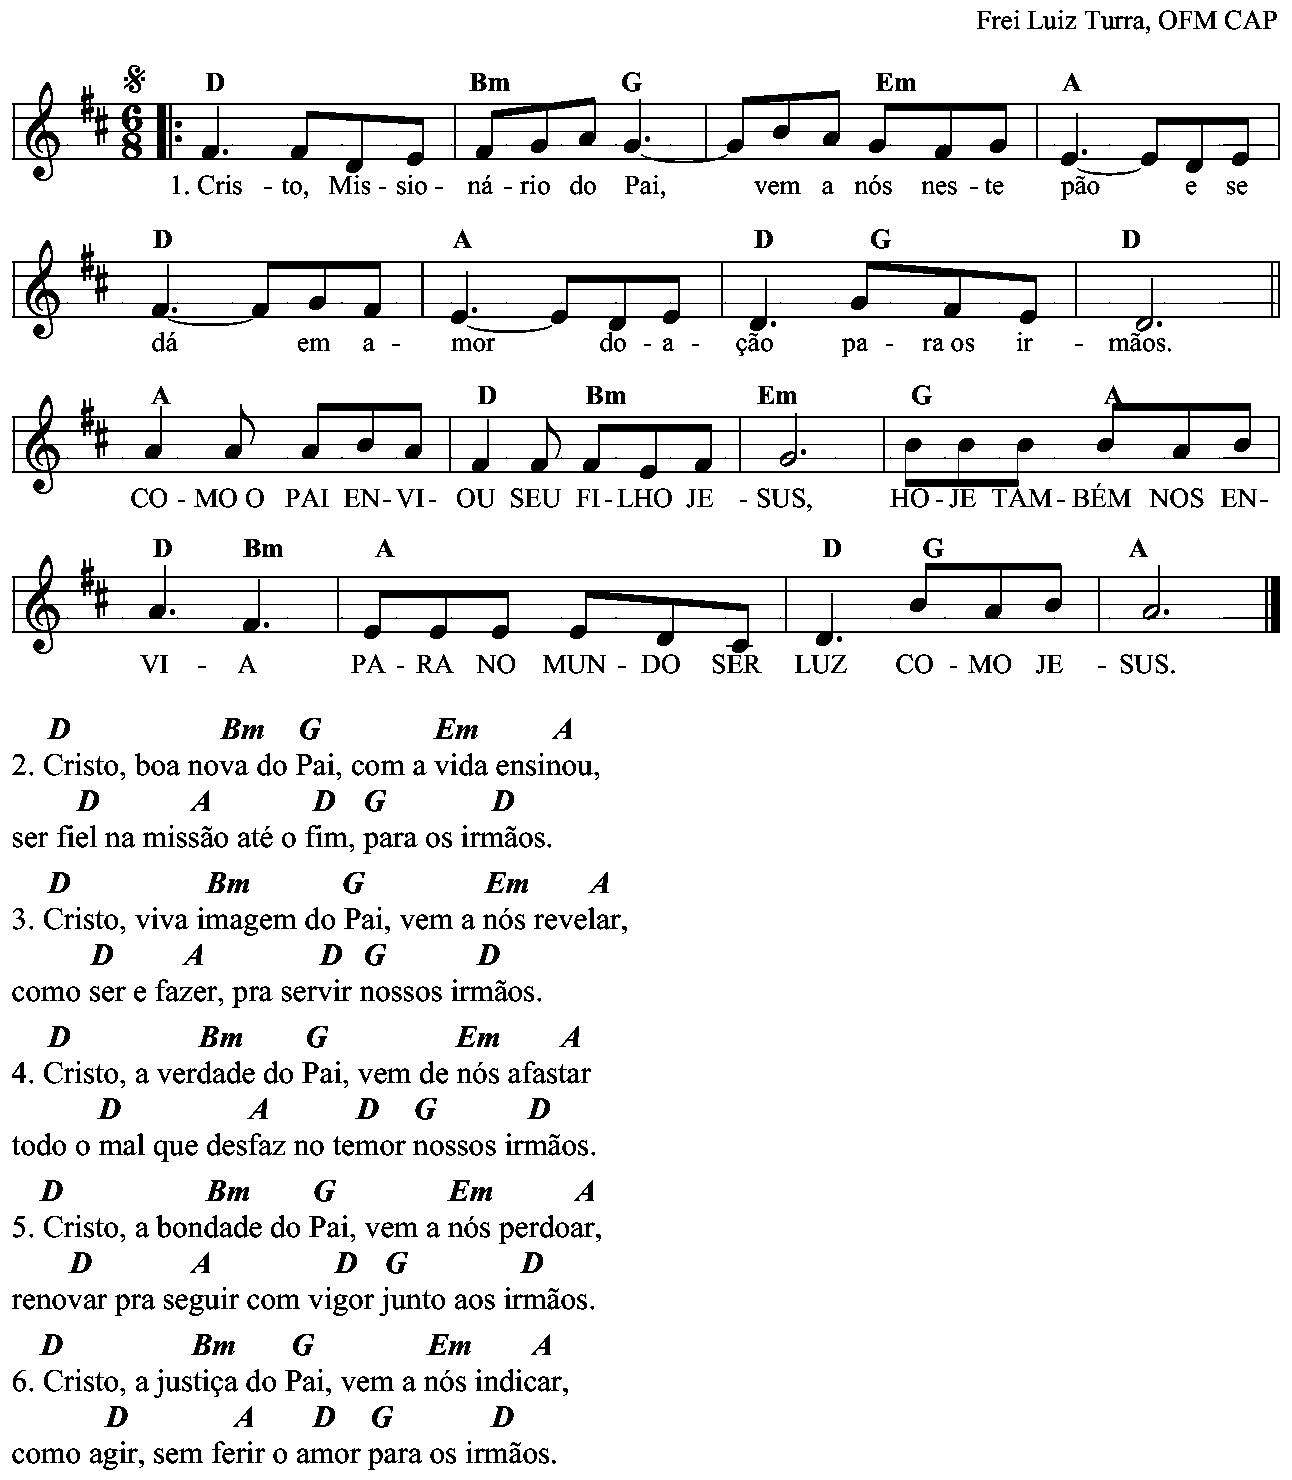 Frei Luiz Turra, OFM CAP
D Bm G Em A
1. Cris - to, Mis - sio - ná - rio do Pai, vem a nós nes - te pão e se
D A D G D
dá em a - mor do - a - ção pa - ra os ir - mãos.
A D Bm Em G A
CO - MO O PAI EN - VI - OU SEU FI - LHO JE - SUS, HO - JE TAM - BÉM NOS EN -
D Bm A D G A
VI - A PA - RA NO MUN - DO SER LUZ CO - MO JE - SUS.
D Bm G Em A
2. Cristo, boa nova do Pai, com a vida ensinou,
D A D G D
ser fiel na missão até o fim, para os irmãos.
D Bm G Em A
3. Cristo, viva imagem do Pai, vem a nós revelar,
D A D G D
como ser e fazer, pra servir nossos irmãos.
D Bm G Em A
4. Cristo, a verdade do Pai, vem de nós afastar
D A D G D
todo o mal que desfaz no temor nossos irmãos.
D Bm G Em A
5. Cristo, a bondade do Pai, vem a nós perdoar,
D A D G D
renovar pra seguir com vigor junto aos irmãos.
D Bm G Em A
6. Cristo, a justiça do Pai, vem a nós indicar,
D A D G D
como agir, sem ferir o amor para os irmãos.